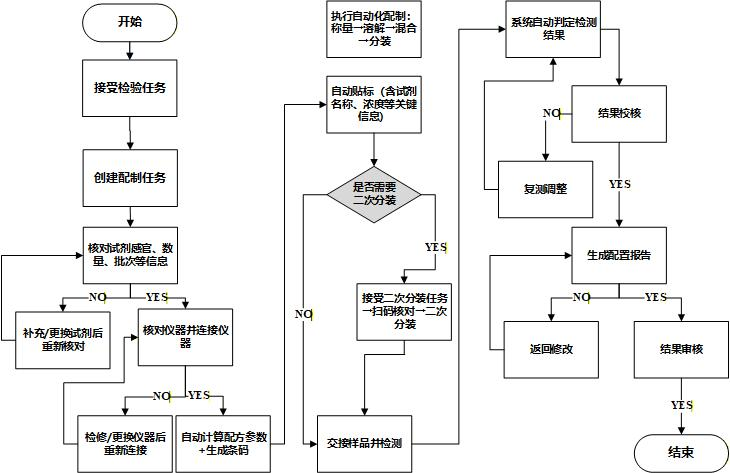 开始
接受检验任务
创建配制任务
核对试剂感官、数
量、批次等信息
NO
YES
补充/更换试剂后
重新核对
核对仪器并连接仪
器
NO
YES
检修/更换仪器后
重新连接
自动计算配方参数
+生成条码
执行自动化配制：
称量→溶解→混合
→分装
自动贴标（含试剂
名称、浓度等关键
信息)
是否需要
二次分装
YES
NO
接受二次分装任务
→扫码核对→二次
分装
交接样品并检测
系统自动判定检测
结果
NO
结果校核
复测调整
YES
生成配置报告
NO
YES
返回修改
结果审核
YES
结束